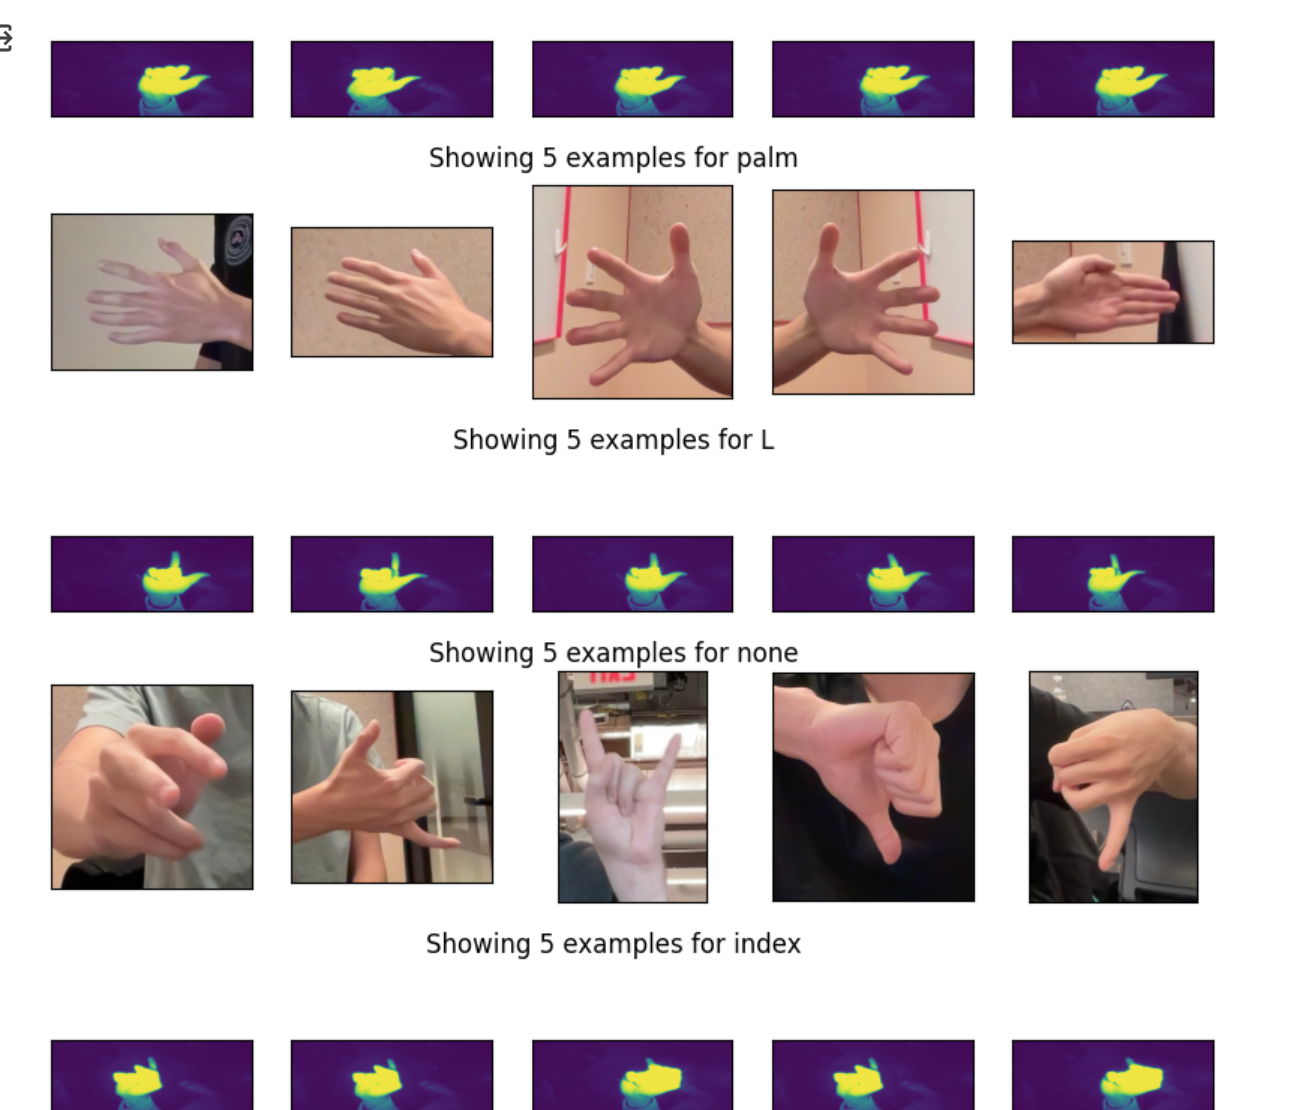 Showing 5 examples for palm
Showing 5 examples for L
Showing 5 examples for none
Showing 5 examples for index